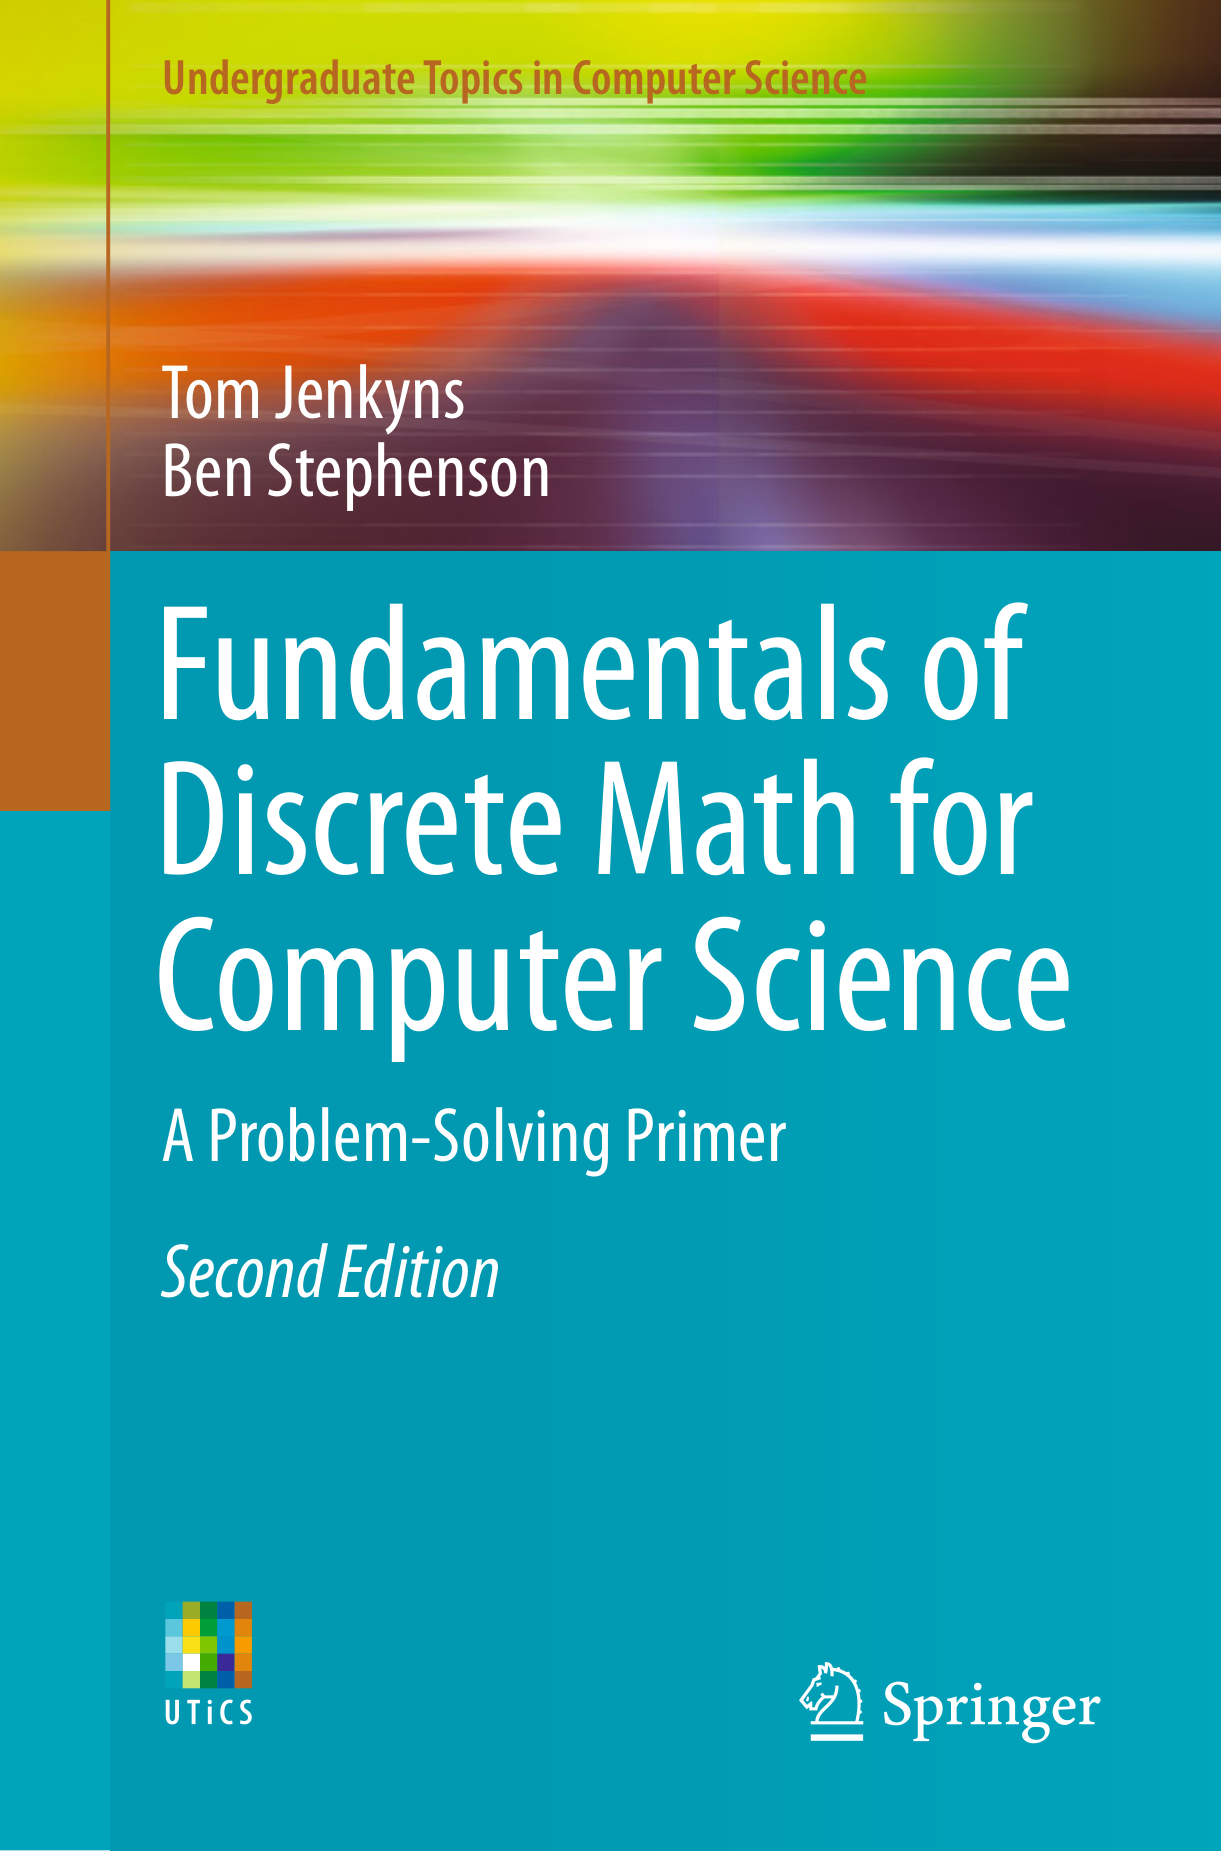 Undergraduate Topics in Computer Science
Tom Jenkyns
Ben Stephenson
Fundamentals of
Discrete Math for
Computer Science
A Problem-Solving Primer
Second Edition
UTiCS
Springer